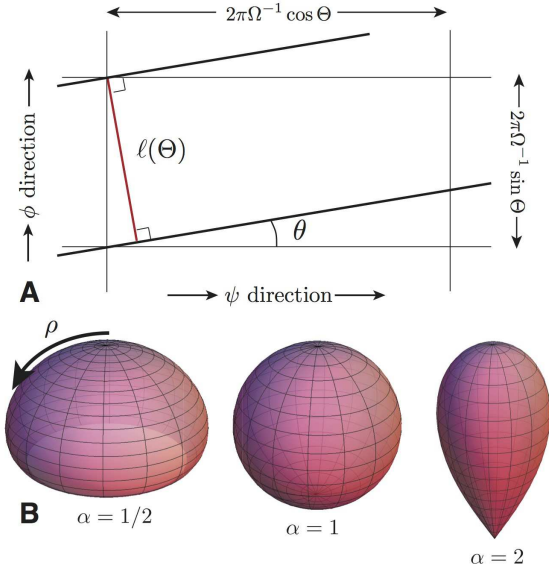 2πΩ⁻¹ cos Θ
ϕ direction
ℓ(Θ)
2πΩ⁻¹ sin Θ
θ
A
ψ direction
ρ
B
α = 1/2
α = 1
α = 2